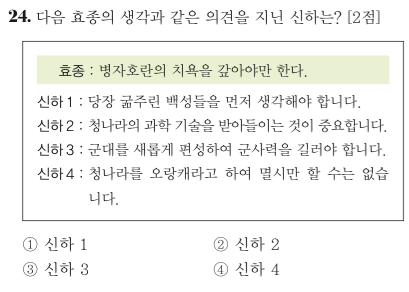 24. 다음 효종의 생각과 같은 의견을 지닌 신하는? [2점]
효종 : 병자호란의 치욕을 갚아야만 한다.
신하 1 : 당장 굶주린 백성들을 먼저 생각해야 합니다.
신하 2 : 청나라의 과학 기술을 받아들이는 것이 중요합니다.
신하 3 : 군대를 새롭게 편성하여 군사력을 길러야 합니다.
신하 4 : 청나라를 오랑캐라고 하여 멸시만 할 수는 없습
니다.
① 신하 1 ② 신하 2
③ 신하 3 ④ 신하 4